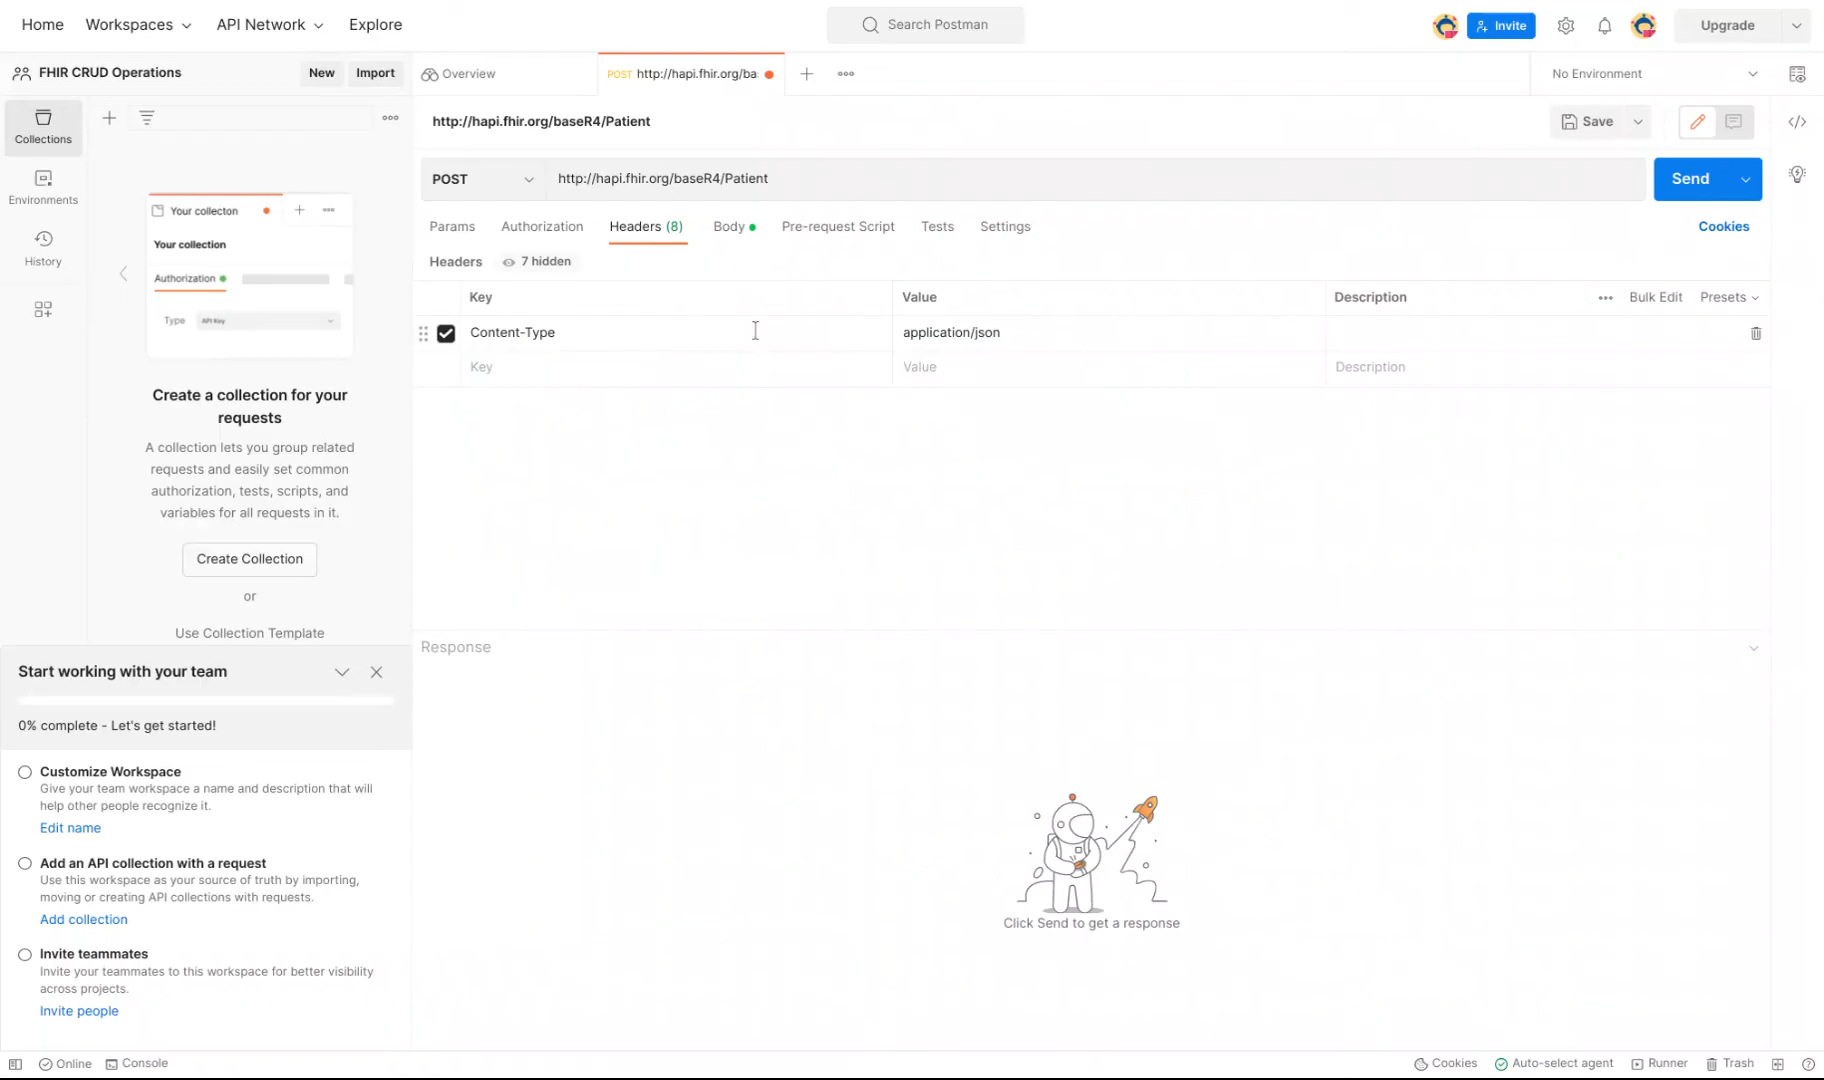 Home
Workspaces
API Network
Explore
Search Postman
Invite
Upgrade
FHIR CRUD Operations
New
Import
Overview
POST http://hapi.fhir.org/ba
No Environment
Collections
Environments
History
http://hapi.fhir.org/baseR4/Patient
Save
POST
http://hapi.fhir.org/baseR4/Patient
Send
Params
Authorization
Headers (8)
Body
Pre-request Script
Tests
Settings
Cookies
Headers
7 hidden
Key
Value
Description
Bulk Edit
Presets
Content-Type
application/json
Key
Value
Description
Your collecton
Your collection
Authorization
Type
API Key
Create a collection for your
requests
A collection lets you group related
requests and easily set common
authorization, tests, scripts, and
variables for all requests in it.
Create Collection
or
Use Collection Template
Response
Click Send to get a response
Start working with your team
0% complete - Let's get started!
Customize Workspace
Give your team workspace a name and description that will
help other people recognize it.
Edit name
Add an API collection with a request
Use this workspace as your source of truth by importing,
moving or creating API collections with requests.
Add collection
Invite teammates
Invite your teammates to this workspace for better visibility
across projects.
Invite people
Online
Console
Cookies
Auto-select agent
Runner
Trash